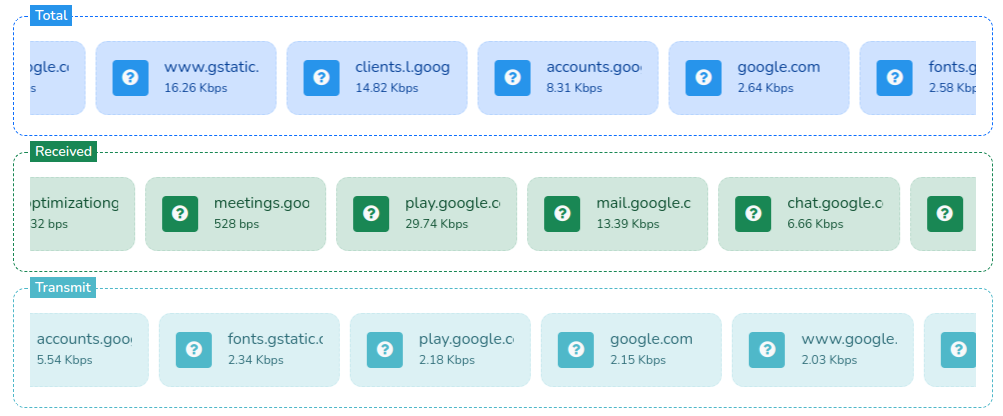 Total
ogle.co
s
www.gstatic.
16.26 Kbps
clients.l.goog
14.82 Kbps
accounts.goo
8.31 Kbps
google.com
2.64 Kbps
fonts.g
2.58 Kbp
Received
optimizationg
32 bps
meetings.goo
528 bps
play.google.c
29.74 Kbps
mail.google.c
13.39 Kbps
chat.google.c
6.66 Kbps
Transmit
accounts.goo
5.54 Kbps
fonts.gstatic.c
2.34 Kbps
play.google.c
2.18 Kbps
google.com
2.15 Kbps
www.google.
2.03 Kbps